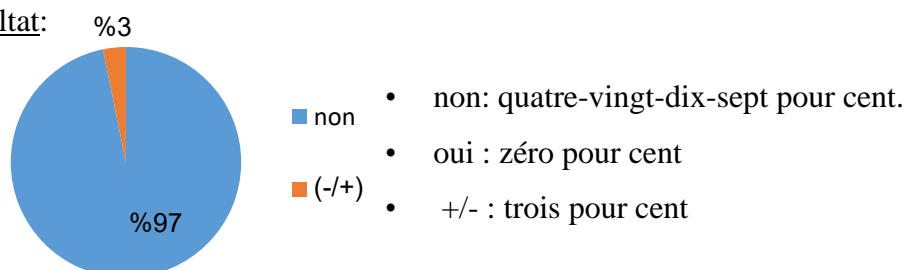 ltat:
%3
%97
non
(-/+)
• non: quatre-vingt-dix-sept pour cent.
• oui : zéro pour cent
• +/- : trois pour cent